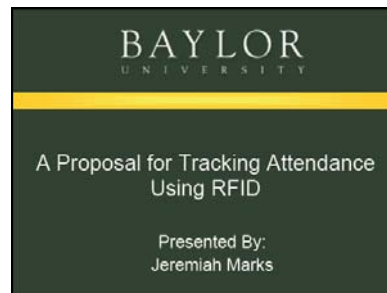 BAYLOR
UNIVERSITY
A Proposal for Tracking Attendance
Using RFID
Presented By:
Jeremiah Marks